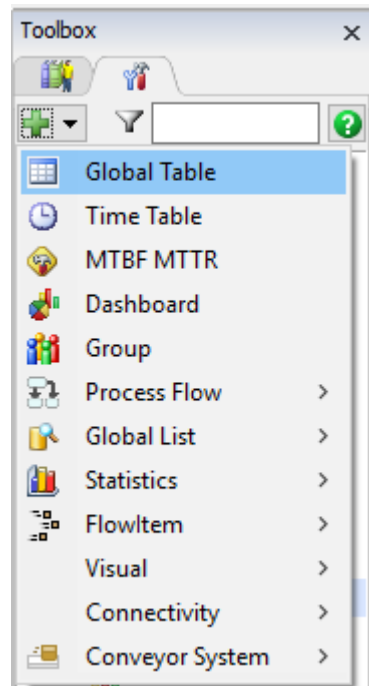 Toolbox
Global Table
Time Table
MTBF MTTR
Dashboard
Group
Process Flow
Global List
Statistics
FlowItem
Visual
Connectivity
Conveyor System